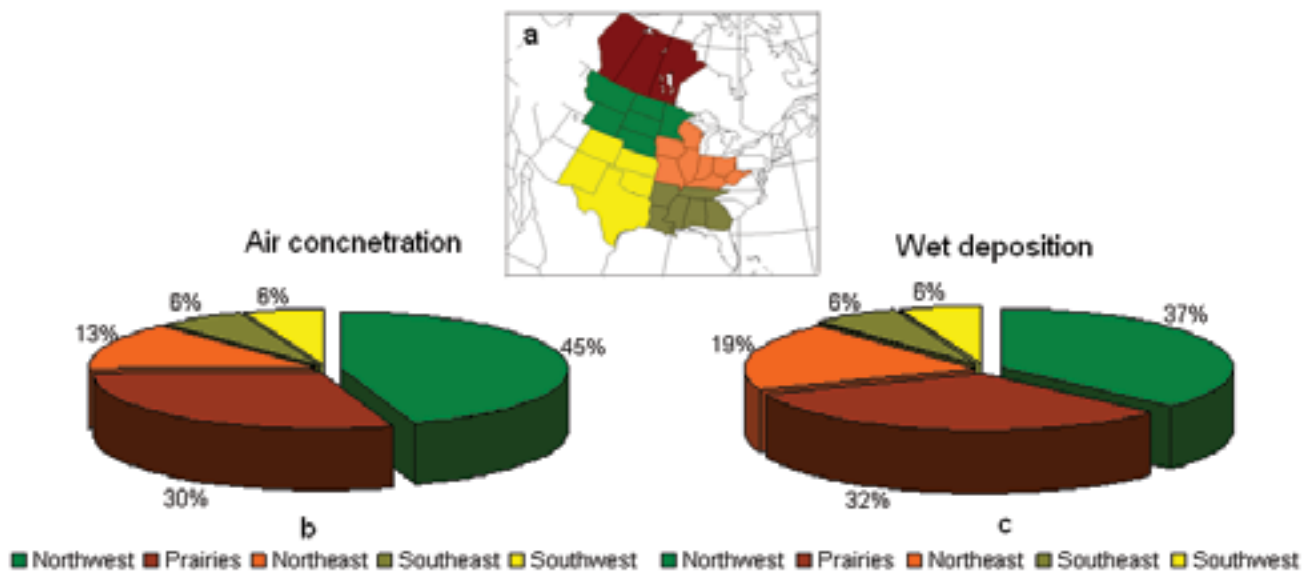 a
Air concnetration
Wet deposition
6%
6%
13%
45%
30%
b
6%
6%
19%
37%
32%
c
Northwest Prairies Northeast Southeast Southwest
Northwest Prairies Northeast Southeast Southwest